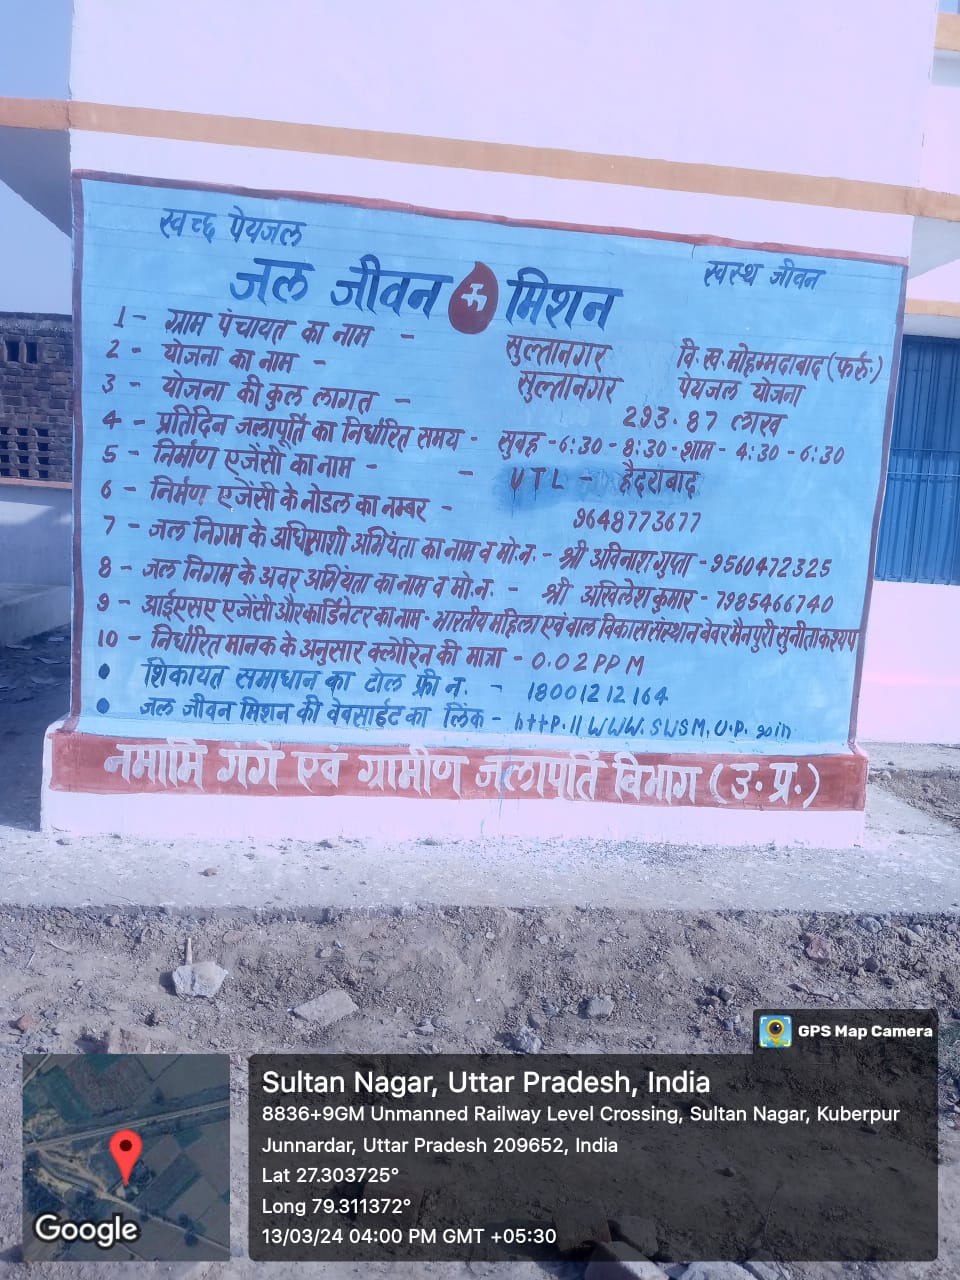 स्वच्छ पेयजल
स्वस्थ जीवन
जल जीवन मिशन
1 - ग्राम पंचायत का नाम - सुल्तानगर वि.ख.मोहम्मदाबाद (फर्रु.)
2 - योजना का नाम - सुल्तानगर पेयजल योजना
3 - योजना की कुल लागत - 293.87 लाख
4 - प्रतिदिन जलापूर्ति का निर्धारित समय - सुबह - 6:30 - 8:30 - शाम - 4:30 - 6:30
5 - निर्माण एजेंसी का नाम - - UTL - हैदराबाद
6 - निर्मण एजेंसी के नोडल का नम्बर - 9648773677
7 - जल निगम के अधिशाशी अभियंता का नाम व मो.न. - श्री अविनाश गुप्ता - 9560472325
8 - जल निगम के अवर अभियंता का नाम व मो.न. - श्री अखिलेश कुमार - 7985466740
9 - आईएसए एजेंसी और कार्डिनेटर का नाम - भारतीय महिला एवं बाल विकास संस्थान बेवर मैनपुरी सुनीता कश्यप
10 - निर्धारित मानक के अनुसार क्लोरिन की मात्रा - 0.02 PPM
• शिकायत समाधान का टोल फ्री न. - 18001212164
• जल जीवन मिशन की वेबसाईट का लिंक - http.//WWW.SWSM.U.P. goin
नमामि गंगे एवं ग्रामीण जलापूर्ति विभाग (उ.प्र.)
GPS Map Camera
Sultan Nagar, Uttar Pradesh, India
8836+9GM Unmanned Railway Level Crossing, Sultan Nagar, Kuberpur
Junnardar, Uttar Pradesh 209652, India
Lat 27.303725°
Long 79.311372°
13/03/24 04:00 PM GMT +05:30
Google